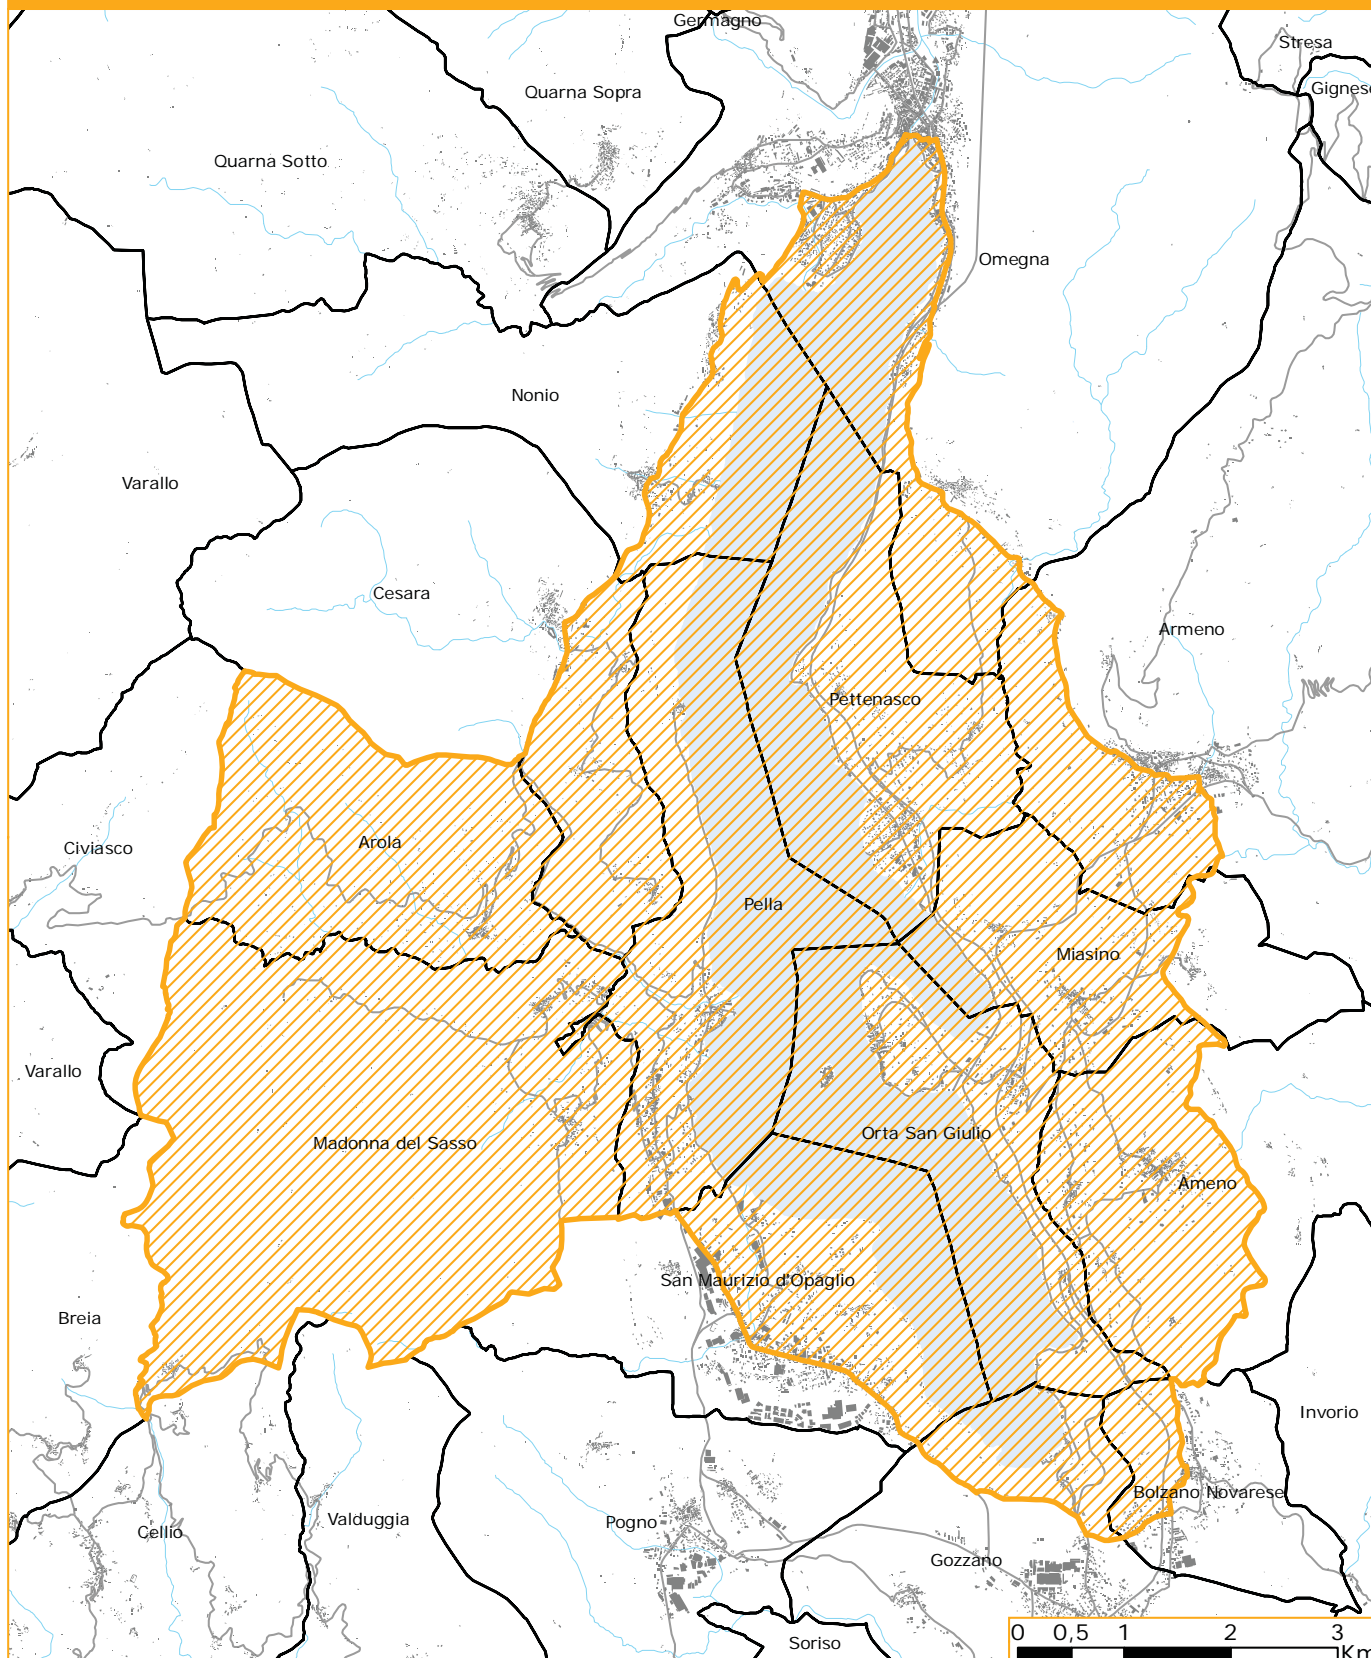 Germagno
Stresa
Gignese
Quarna Sopra
Quarna Sotto
Omegna
Nonio
Varallo
Cesara
Armeno
Pettenasco
Arola
Civiasco
Pella
Miasino
Varallo
Orta San Giulio
Madonna del Sasso
Ameno
San Maurizio d'Opaglio
Breia
Invorio
Bolzano Novarese
Valduggia
Pogno
Cellio
Gozzano
Soriso
0 0,5 1 2 3
Km